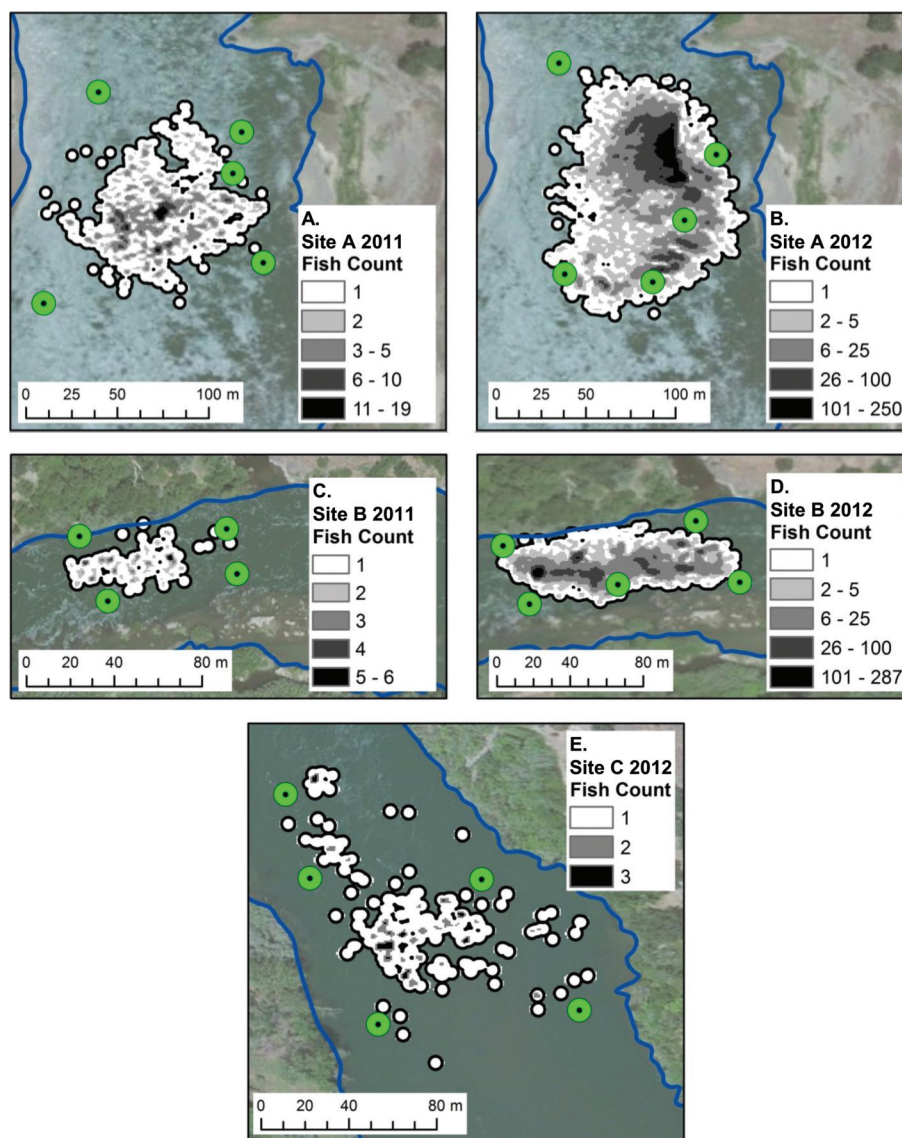 A.
Site A 2011
Fish Count
1
2
3 - 5
6 - 10
11 - 19
0 25 50 100 m
B.
Site A 2012
Fish Count
1
2 - 5
6 - 25
26 - 100
101 - 250
0 25 50 100 m
C.
Site B 2011
Fish Count
1
2
3
4
5 - 6
0 20 40 80 m
D.
Site B 2012
Fish Count
1
2 - 5
6 - 25
26 - 100
101 - 287
0 20 40 80 m
E.
Site C 2012
Fish Count
1
2
3
0 20 40 80 m